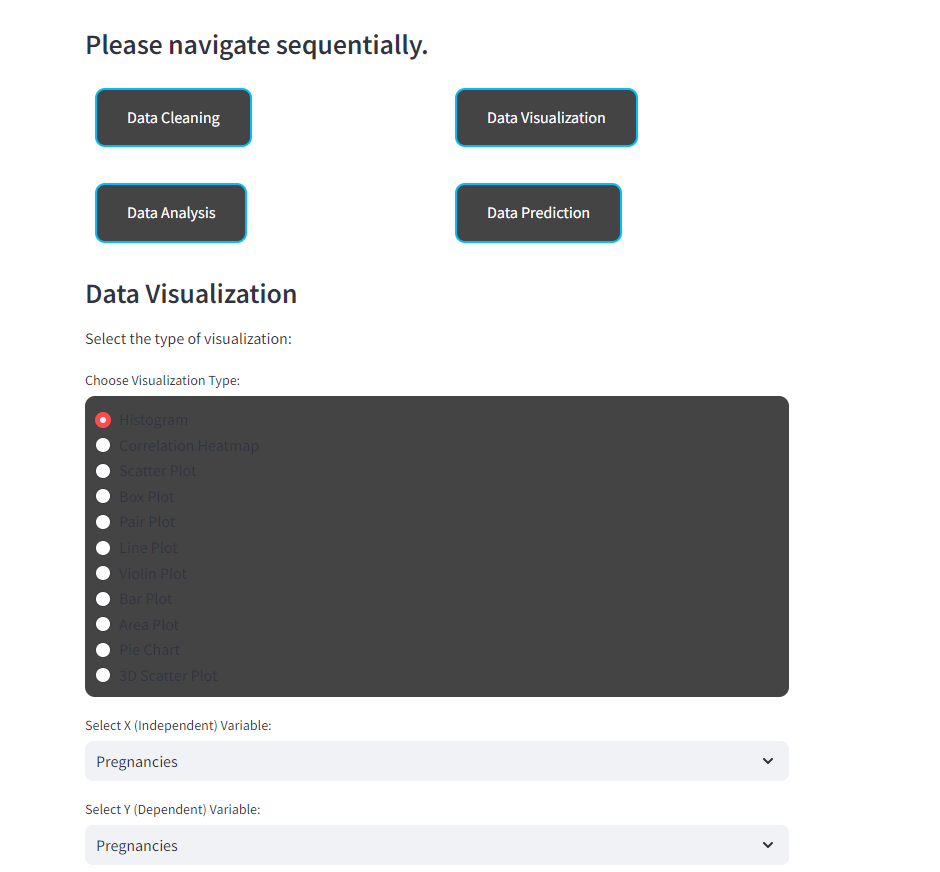 Please navigate sequentially.
Data Cleaning
Data Visualization
Data Analysis
Data Prediction
Data Visualization
Select the type of visualization:
Choose Visualization Type:
Histogram
Correlation Heatmap
Scatter Plot
Box Plot
Pair Plot
Line Plot
Violin Plot
Bar Plot
Area Plot
Pie Chart
3D Scatter Plot
Select X (Independent) Variable:
Pregnancies
Select Y (Dependent) Variable:
Pregnancies